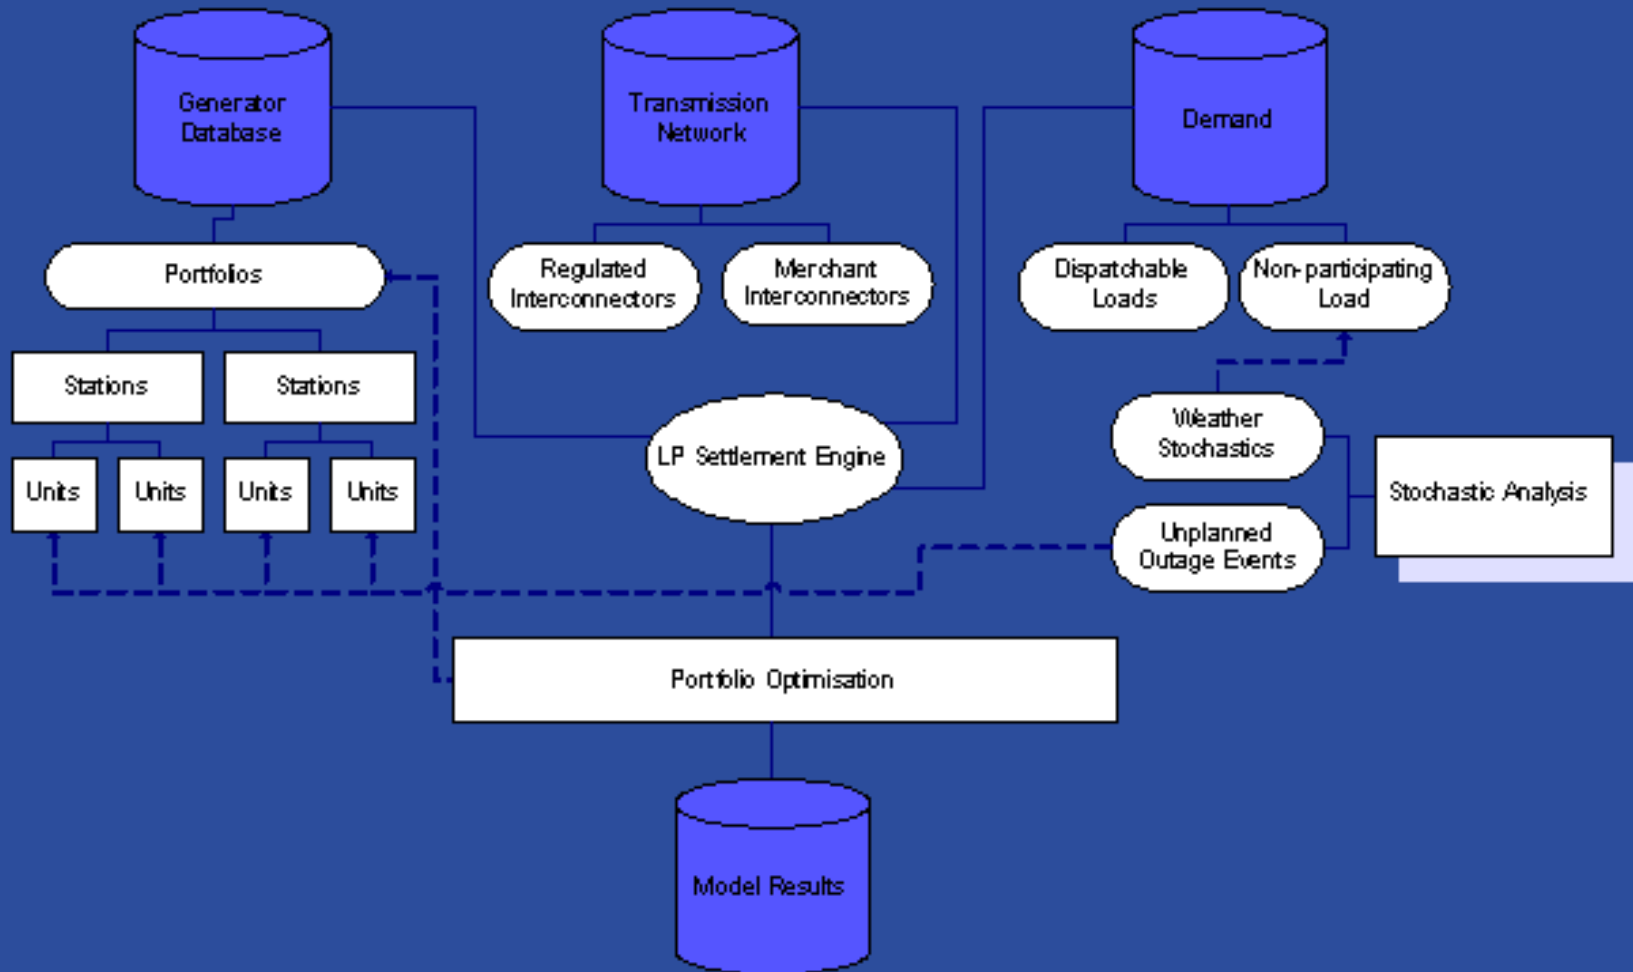 Generator
Database
Transmission
Network
Demand
Portfolios
Regulated
Interconnectors
Merchant
Interconnectors
Dispatchable
Loads
Non-participating
Load
Stations
Stations
LP Settlement Engine
Weather
Stochastics
Units
Units
Units
Units
Stochastic Analysis
Unplanned
Outage Events
Portfolio Optimisation
Model Results